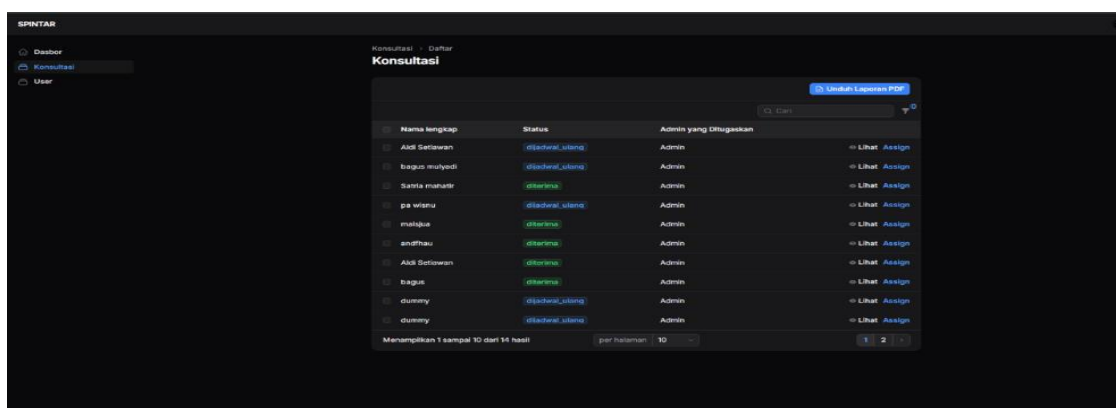 SPINTAR
Dasbor
Konsultasi
User
Konsultasi > Daftar
Konsultasi
Unduh Laporan PDF
Cari
0
Nama lengkap Status Admin yang Ditugaskan
Aldi Setiawan dijadwal_ulang Admin Lihat Assign
bagus mulyadi dijadwal_ulang Admin Lihat Assign
Satria manatir diterima Admin Lihat Assign
pa wisnu dijadwal_ulang Admin Lihat Assign
maisjua diterima Admin Lihat Assign
andfhau diterima Admin Lihat Assign
Aldi Setiawan diterima Admin Lihat Assign
bagus diterima Admin Lihat Assign
dummy dijadwal_ulang Admin Lihat Assign
dummy dijadwal_ulang Admin Lihat Assign
Menampilkan 1 sampai 10 dari 14 hasil per halaman 10 1 2 >